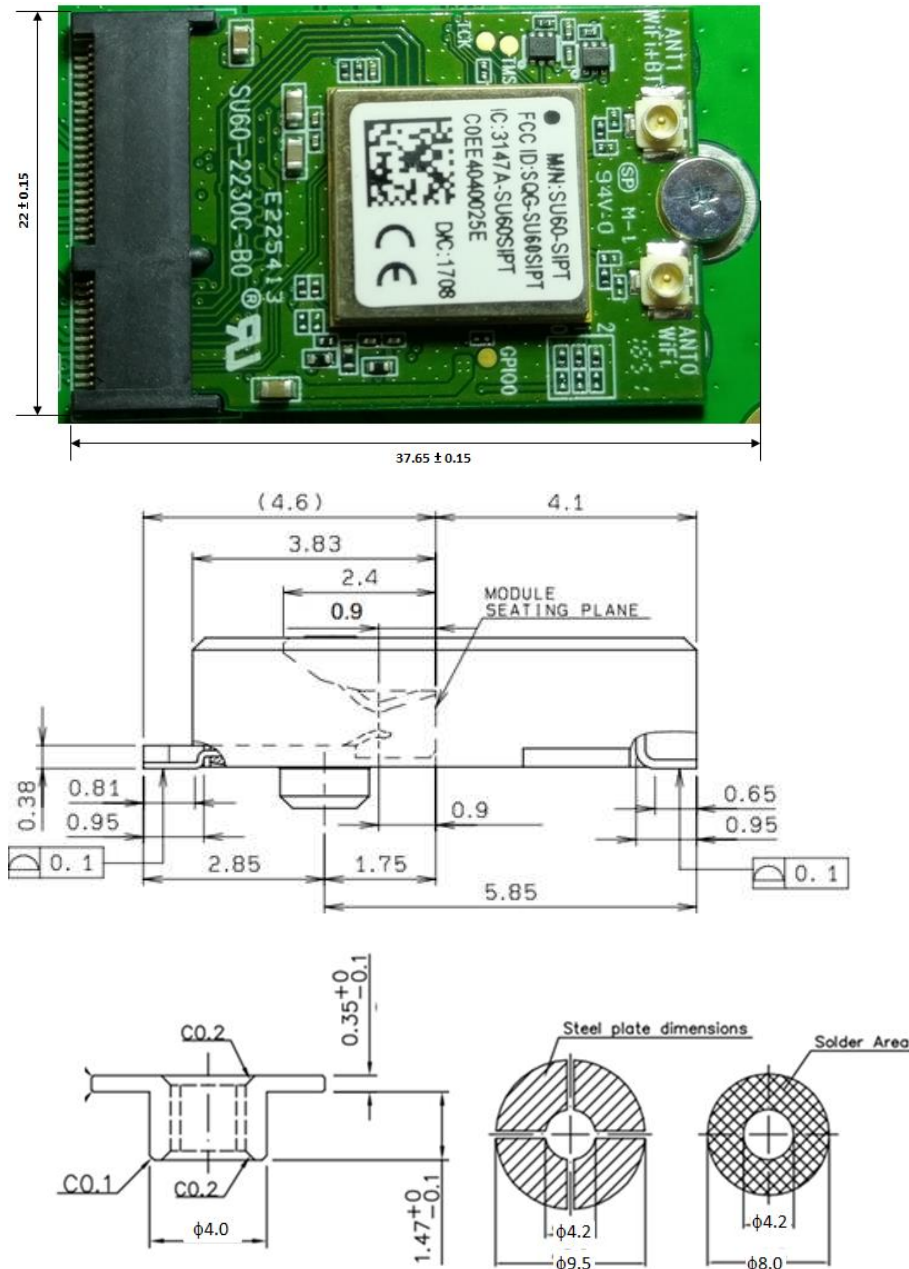 22 ± 0.15
37.65 ± 0.15
TCK
TMS
ANT1
WiFi+BT
SU60-2230C-B0
E225413
M/N:SU60-SIPT
FCC ID:SQG-SU60SIPT
IC:3147A-SU60SIPT
C0EE4040025E
D/C:1708
CE
SP M-1
94V-0
ANT0
WIFI
GPIO0
2
(4.6)
4.1
3.83
2.4
0.9
MODULE
SEATING PLANE
0.38
0.81
0.95
0.9
0.65
0.95
0.1
2.85
1.75
0.1
5.85
0.35+0 -0.1
C0.2
C0.1
C0.2
ϕ4.0
1.47+0 -0.1
Steel plate dimensions
ϕ4.2
ϕ9.5
Solder Area
ϕ4.2
ϕ8.0